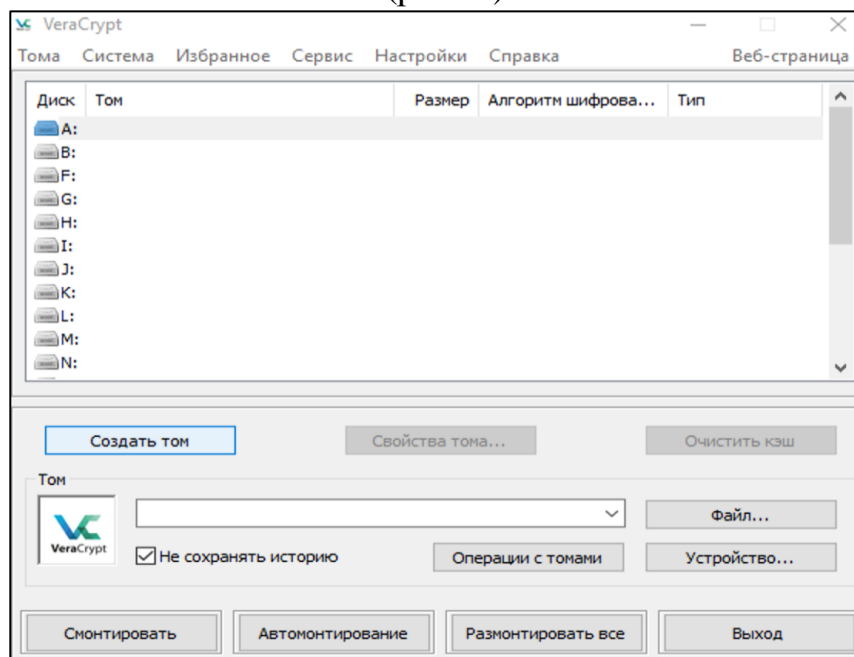 VeraCrypt
Тома Система Избранное Сервис Настройки Справка Веб-страница
Диск Том Размер Алгоритм шифрова... Тип
A:
B:
F:
G:
H:
I:
J:
K:
L:
M:
N:
Создать том Свойства тома... Очистить кэш
Том
VeraCrypt
Файл...
Не сохранять историю Операции с томами Устройство...
Смонтировать Автомонтирование Размонтировать все Выход